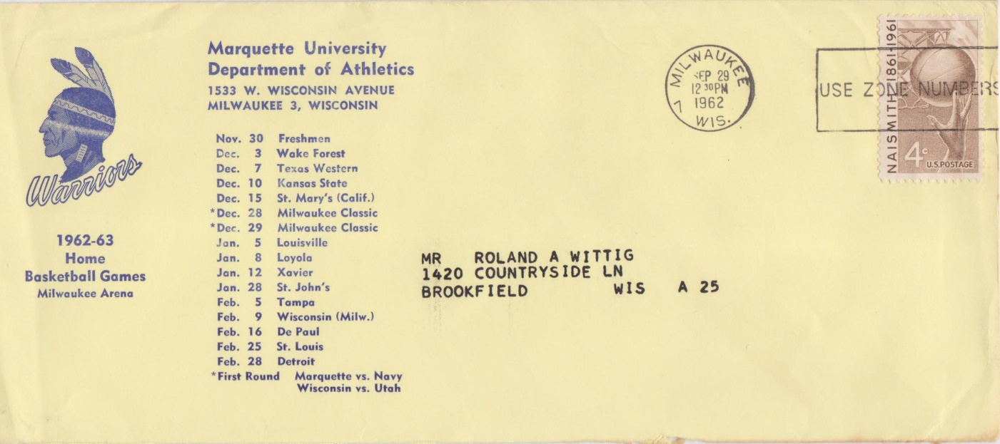 Warriors
1962-63
Home
Basketball Games
Milwaukee Arena
Marquette University
Department of Athletics
1533 W. WISCONSIN AVENUE
MILWAUKEE 3, WISCONSIN
Nov. 30 Freshmen
Dec. 3 Wake Forest
Dec. 7 Texas Western
Dec. 10 Kansas State
Dec. 15 St. Mary's (Calif.)
*Dec. 28 Milwaukee Classic
*Dec. 29 Milwaukee Classic
Jan. 5 Louisville
Jan. 8 Loyola
Jan. 12 Xavier
Jan. 28 St. John's
Feb. 5 Tampa
Feb. 9 Wisconsin (Milw.)
Feb. 16 De Paul
Feb. 25 St. Louis
Feb. 28 Detroit
*First Round Marquette vs. Navy
Wisconsin vs. Utah
MILWAUKEE
SEP 29
12 30 PM
1962
7 WIS.
USE ZONE NUMBERS
NAISMITH 1861-1961
4c
U.S. POSTAGE
MR ROLAND A WITTIG
1420 COUNTRYSIDE LN
BROOKFIELD WIS A 25